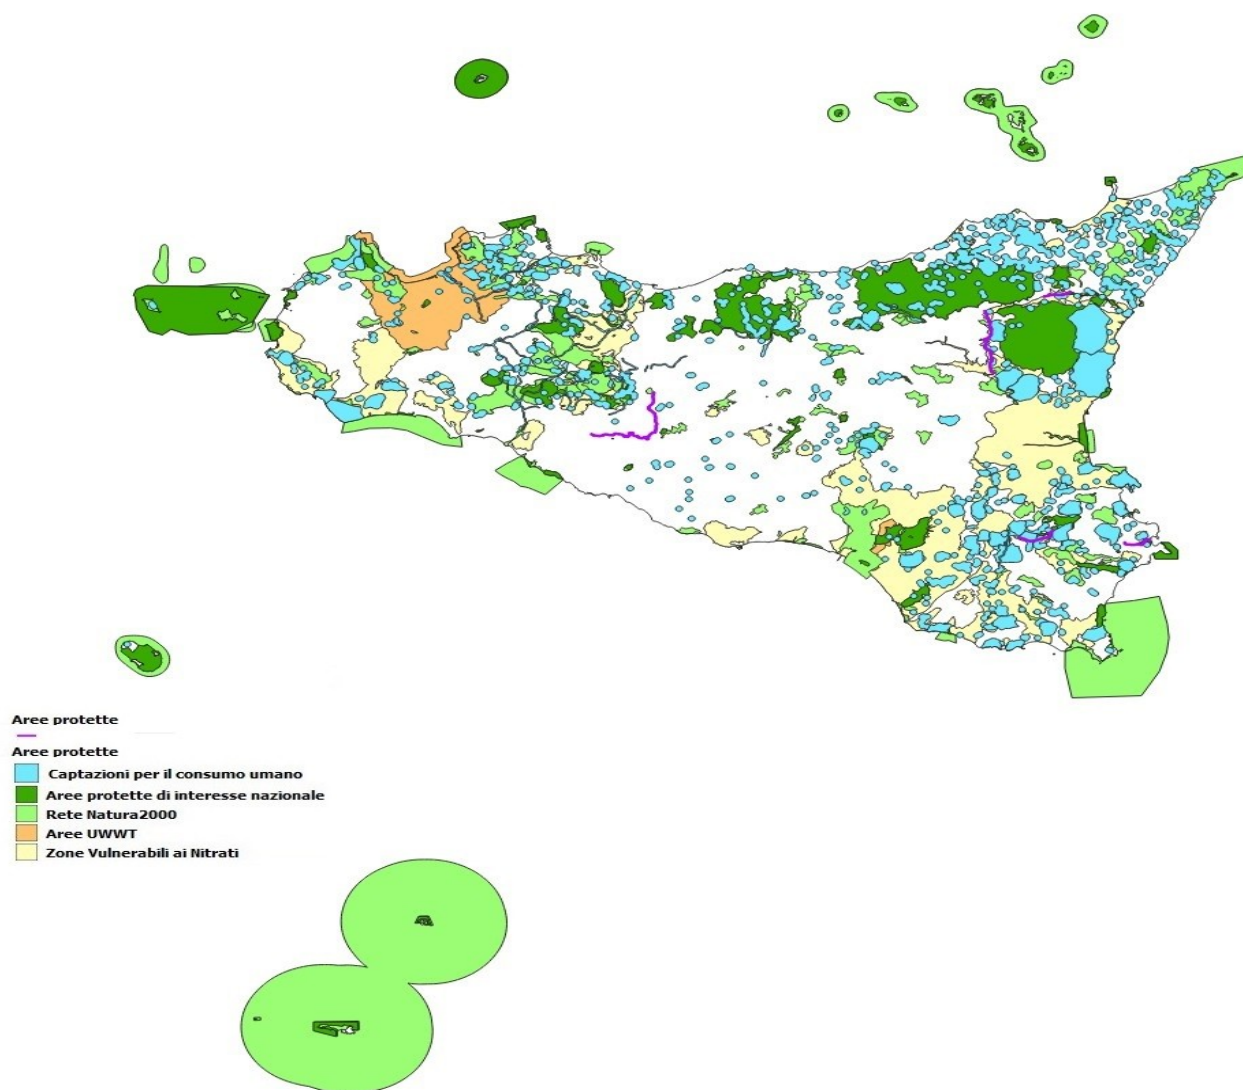 Aree protette
Aree protette
Captazioni per il consumo umano
Aree protette di interesse nazionale
Rete Natura2000
Aree UWWT
Zone Vulnerabili ai Nitrati